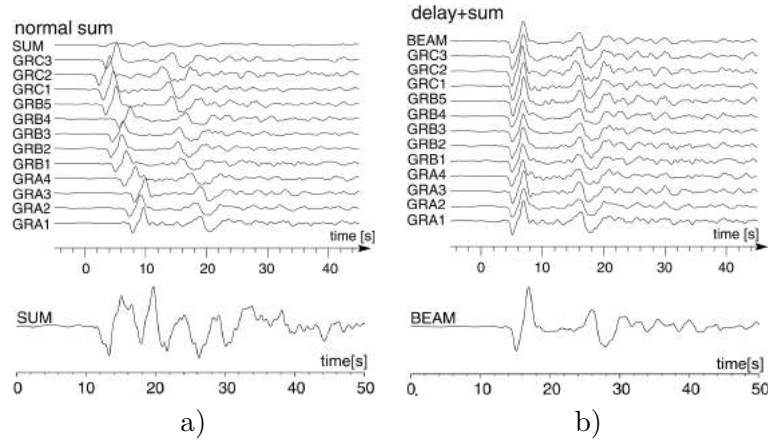 normal sum
SUM
GRC3
GRC2
GRC1
GRB5
GRB4
GRB3
GRB2
GRB1
GRA4
GRA3
GRA2
GRA1
time [s]
0 10 20 40
SUM
time[s]
0 10 20 30 40 50
a)
delay+sum
BEAM
GRC3
GRC2
GRC1
GRB5
GRB4
GRB3
GRB2
GRB1
GRA4
GRA3
GRA2
GRA1
time [s]
0 10 20 40
BEAM
time[s]
0. 10 20 30 40 50
b)